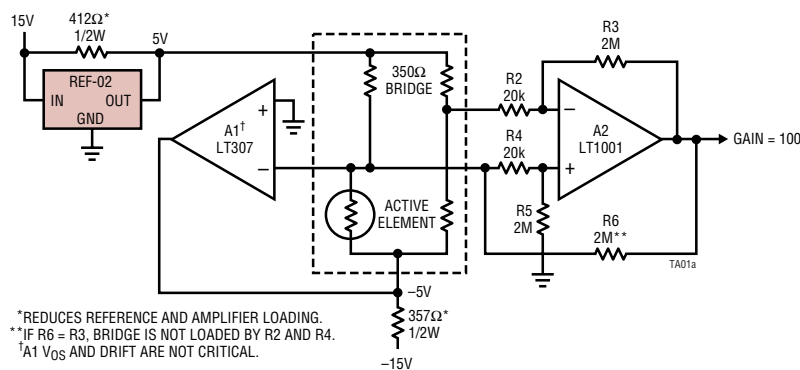 15V
412Ω*
1/2W
5V
REF-02
IN OUT
GND
A1†
LT307
+
−
350Ω
BRIDGE
ACTIVE
ELEMENT
R2
20k
R4
20k
R3
2M
−
+
A2
LT1001
GAIN = 100
R5
2M
R6
2M**
TA01a
−5V
357Ω*
1/2W
−15V
*REDUCES REFERENCE AND AMPLIFIER LOADING.
**IF R6 = R3, BRIDGE IS NOT LOADED BY R2 AND R4.
†A1 VOS AND DRIFT ARE NOT CRITICAL.